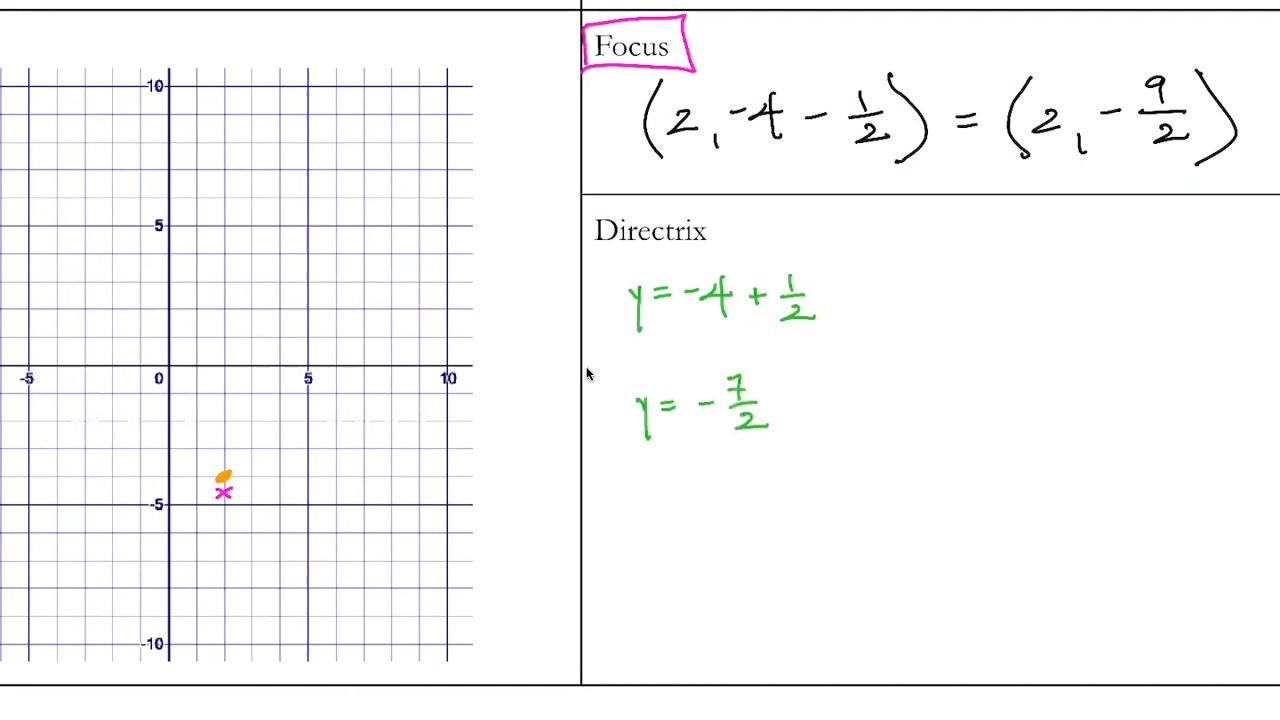 Focus
(2, -4 - 1/2) = (2, - 9/2)
Directrix
y = -4 + 1/2
y = - 7/2
10
5
-5 0 5 10
-5
-10